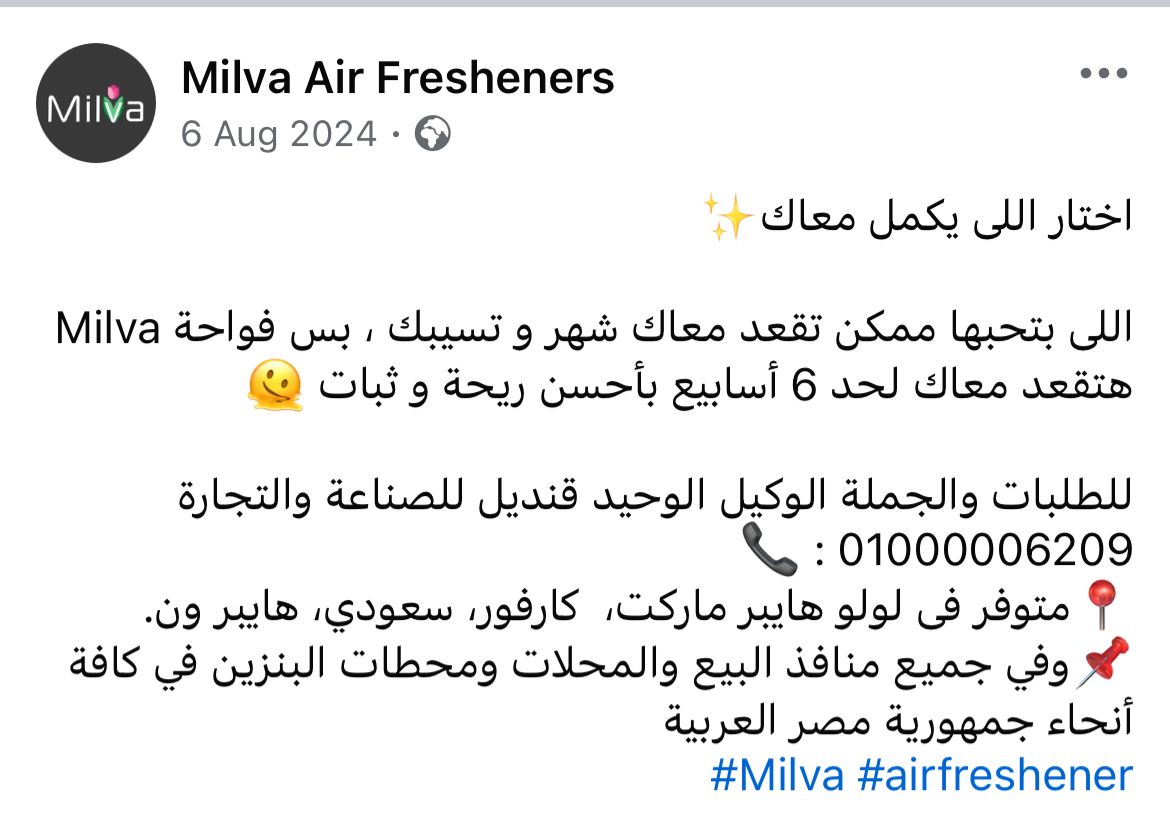 Milva
Milva Air Fresheners
6 Aug 2024 ·
اختار اللى يكمل معاك✨
اللى بتحبها ممكن تقعد معاك شهر و تسيبك ، بس فواحة Milva
هتقعد معاك لحد 6 أسابيع بأحسن ريحة و ثبات 🫠
للطلبات والجملة الوكيل الوحيد قنديل للصناعة والتجارة
01000006209 : 📞
📍 متوفر فى لولو هايبر ماركت، كارفور، سعودي، هايبر ون.
📌وفي جميع منافذ البيع والمحلات ومحطات البنزين في كافة
أنحاء جمهورية مصر العربية
#Milva #airfreshener